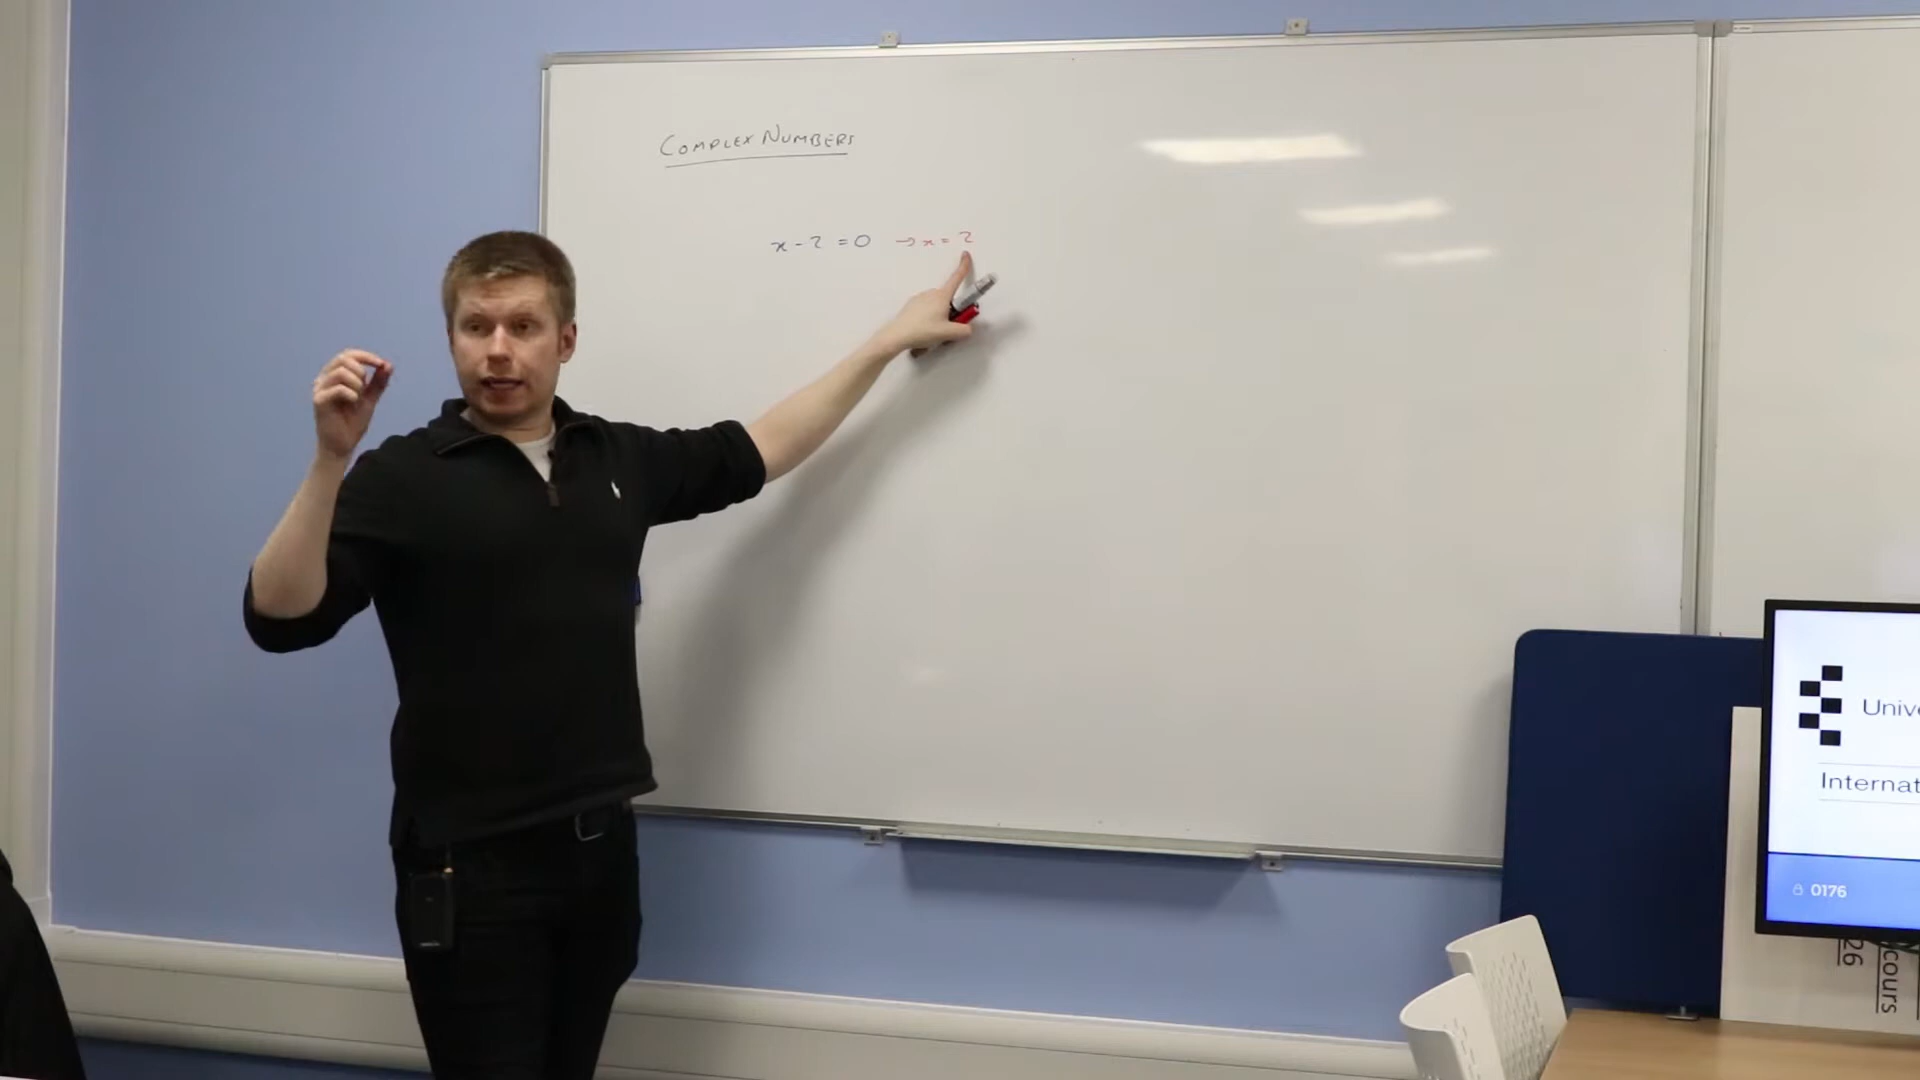 COMPLEX NUMBERS
x - 2 = 0 → x = 2
Unive
Internat
0176
26
cours